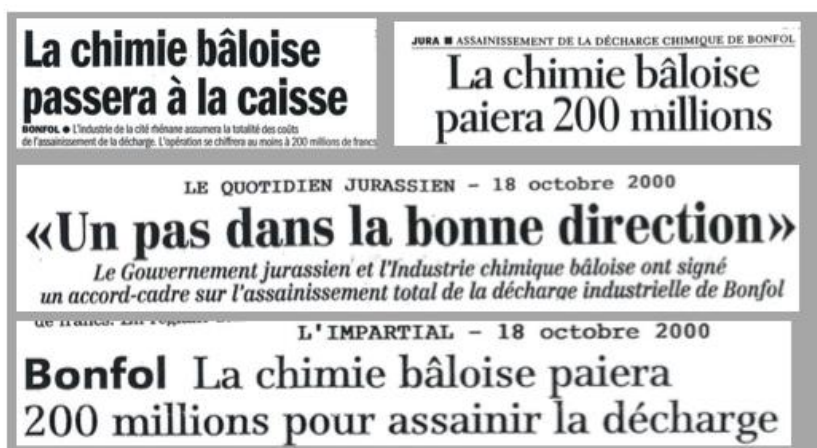 La chimie bâloise
passera à la caisse
BONFOL ● L'industrie de la cité rhénane assumera la totalité des coûts
de l'assainissement de la décharge. L'opération se chiffrera au moins à 200 millions de francs
JURA ■ ASSAINISSEMENT DE LA DÉCHARGE CHIMIQUE DE BONFOL
La chimie bâloise
paiera 200 millions
LE QUOTIDIEN JURASSIEN - 18 octobre 2000
«Un pas dans la bonne direction»
Le Gouvernement jurassien et l'Industrie chimique bâloise ont signé
un accord-cadre sur l'assainissement total de la décharge industrielle de Bonfol
de francs. En
L'IMPARTIAL - 18 octobre 2000
Bonfol La chimie bâloise paiera
200 millions pour assainir la décharge